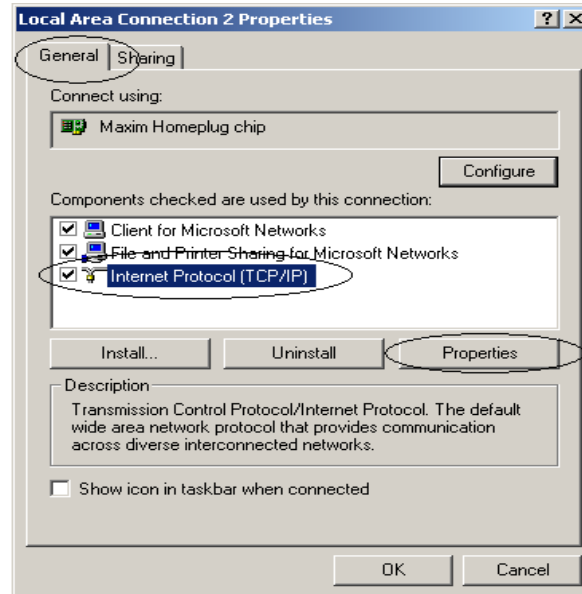 Local Area Connection 2 Properties
General Sharing
Connect using:
Maxim Homeplug chip
Configure
Components checked are used by this connection:
Client for Microsoft Networks
File and Printer Sharing for Microsoft Networks
Internet Protocol (TCP/IP)
Install... Uninstall Properties
Description
Transmission Control Protocol/Internet Protocol. The default
wide area network protocol that provides communication
across diverse interconnected networks.
Show icon in taskbar when connected
OK Cancel